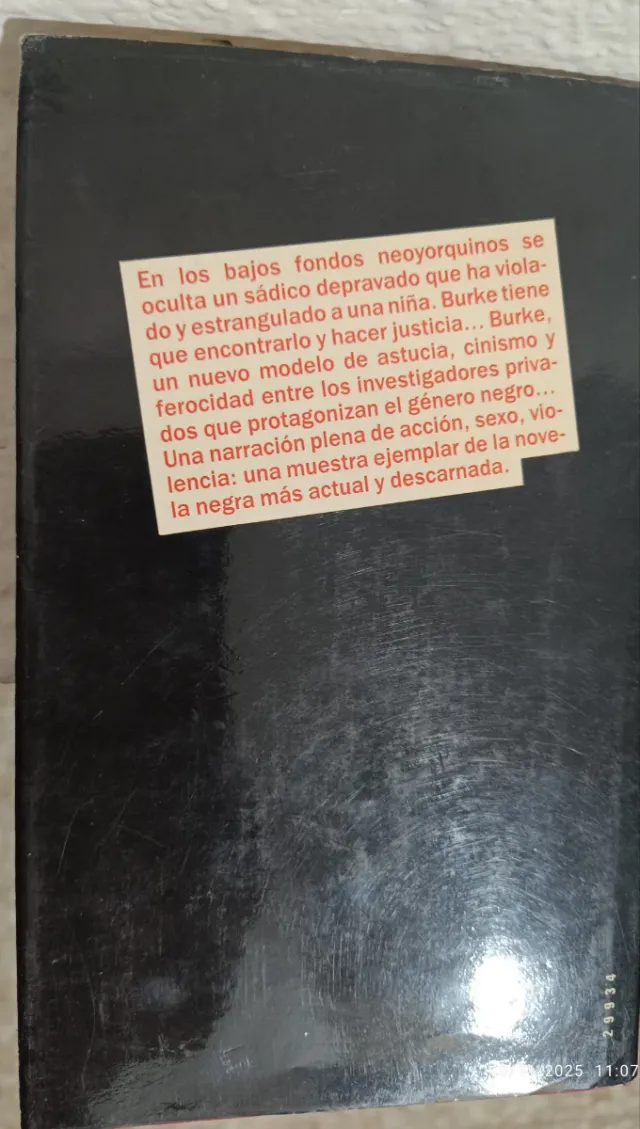 En los bajos fondos neoyorquinos se
oculta un sádico depravado que ha viola-
do y estrangulado a una niña. Burke tiene
que encontrarlo y hacer justicia... Burke,
un nuevo modelo de astucia, cinismo y
ferocidad entre los investigadores priva-
dos que protagonizan el género negro...
Una narración plena de acción, sexo, vio-
lencia: una muestra ejemplar de la nove-
la negra más actual y descarnada.
29934
2025 11:07